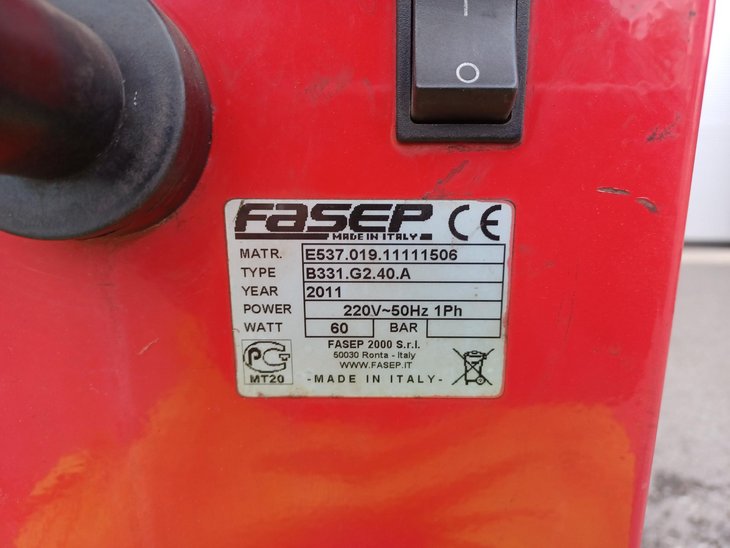 FASEP CE
MADE IN ITALY
MATR. E537.019.11111506
TYPE B331.G2.40.A
YEAR 2011
POWER 220V~50Hz 1Ph
WATT 60 BAR
FASEP 2000 S.r.l.
50030 Ronta - Italy
WWW.FASEP.IT
MT20 -MADE IN ITALY-